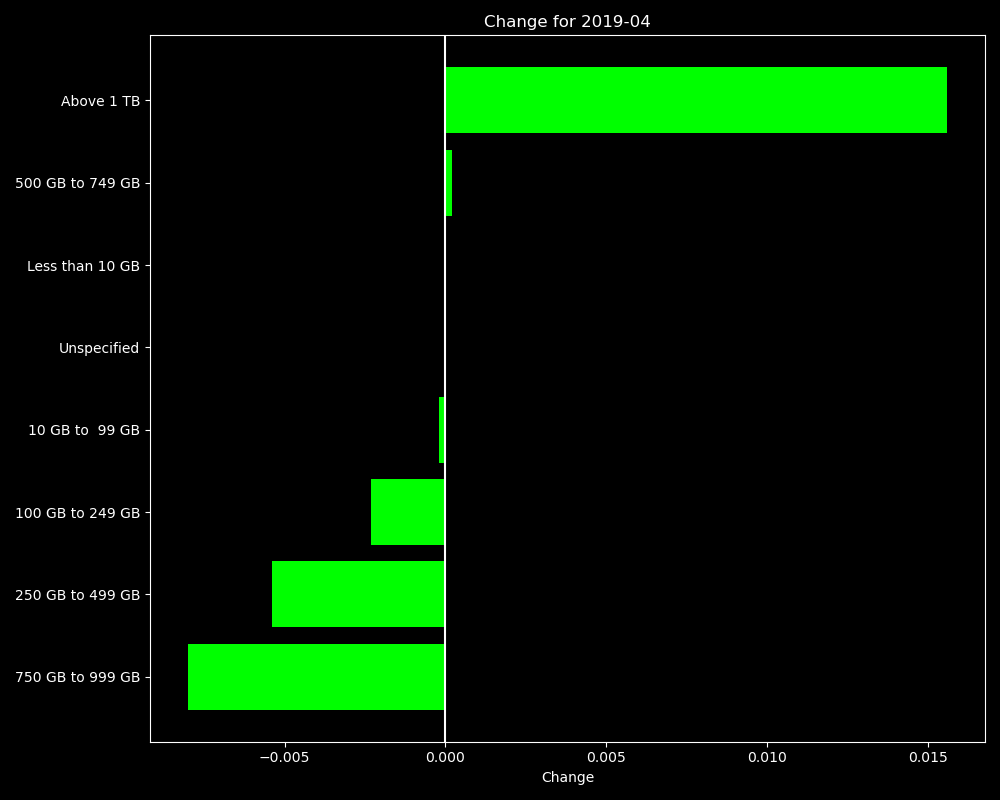 Change for 2019-04
Above 1 TB
500 GB to 749 GB
Less than 10 GB
Unspecified
10 GB to  99 GB
100 GB to 249 GB
250 GB to 499 GB
750 GB to 999 GB
−0.005 0.000 0.005 0.010 0.015
Change